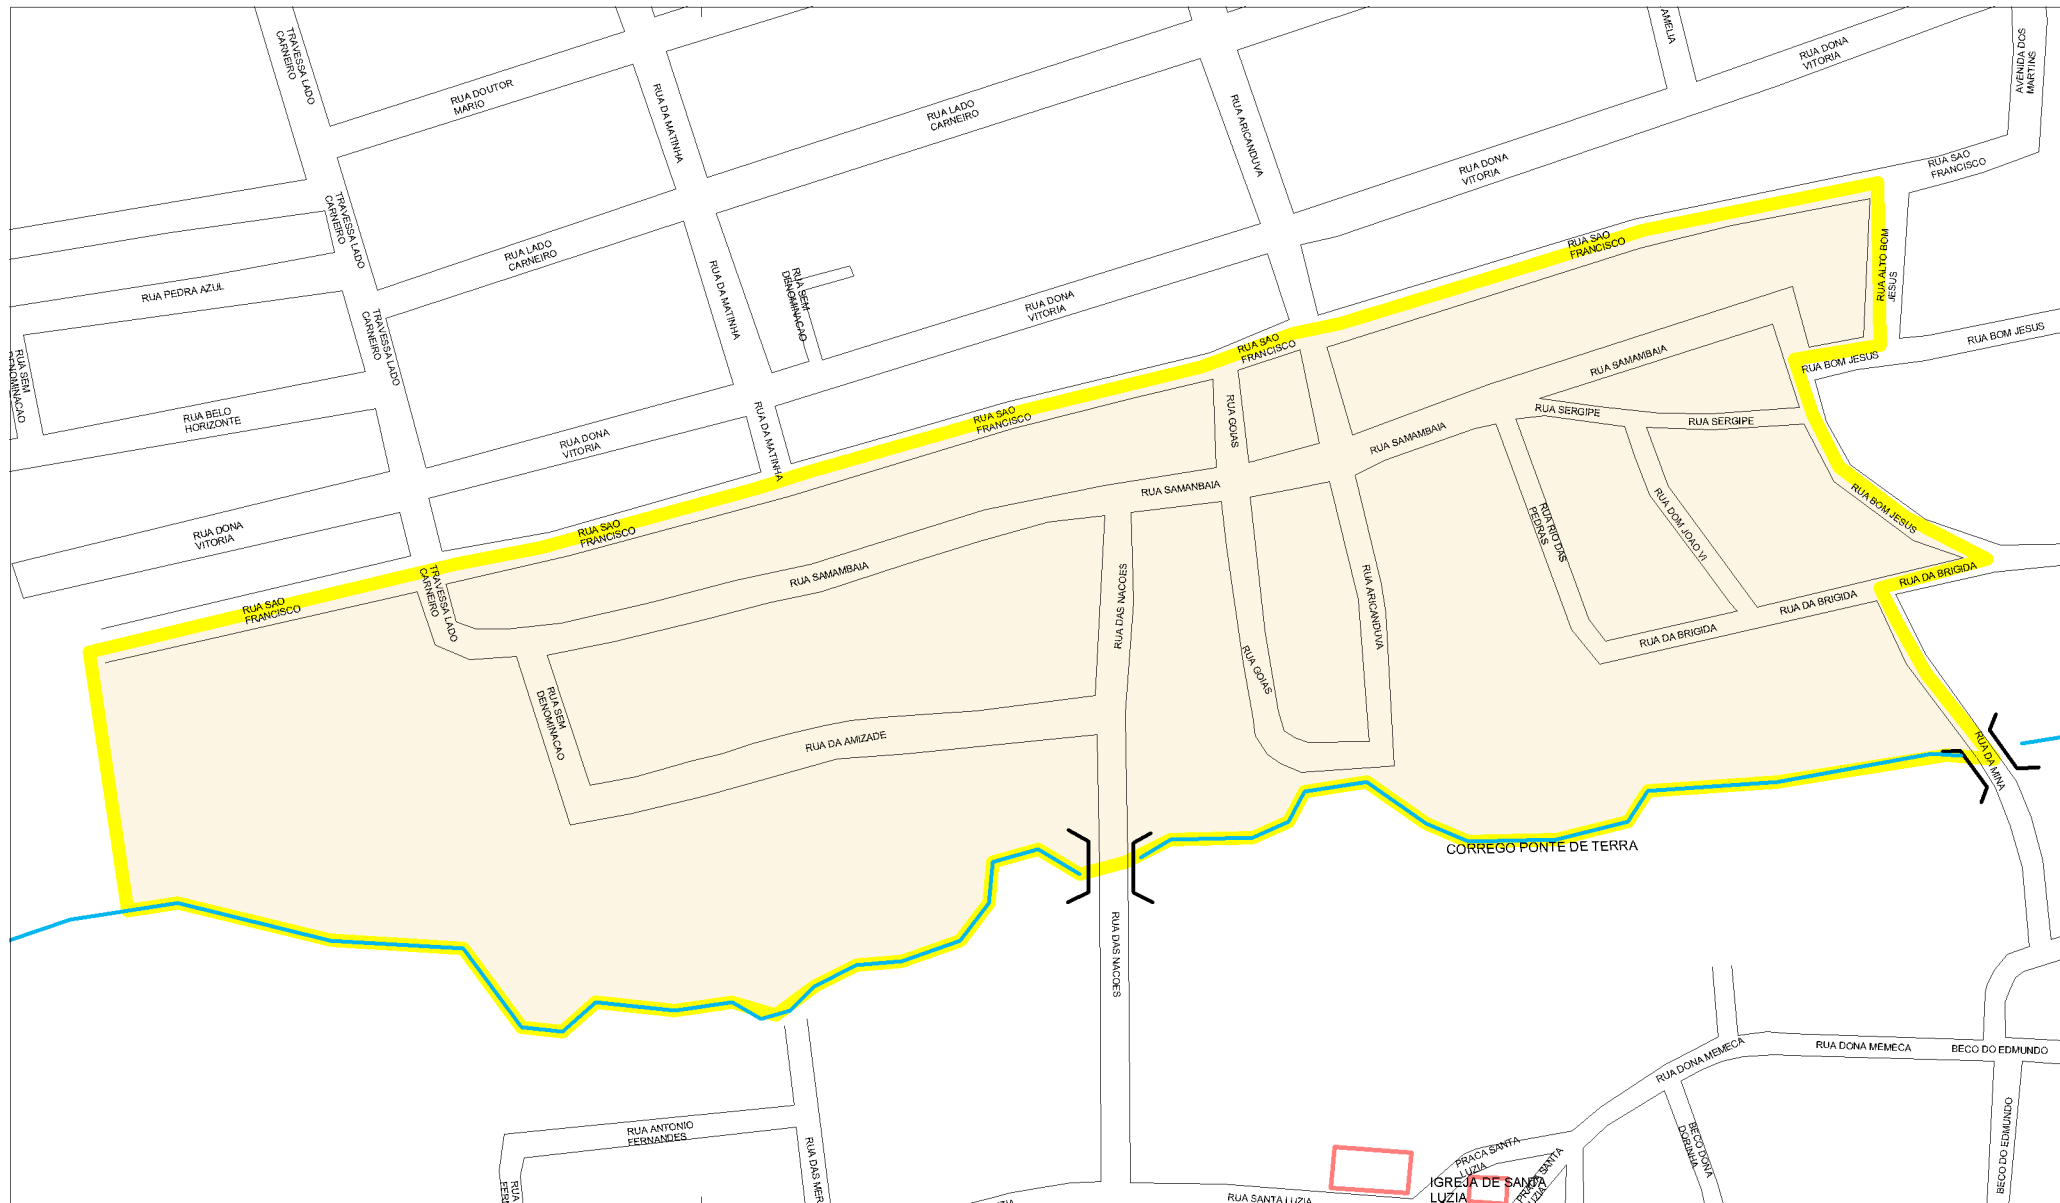 TRAVESSA LADO
CARNEIRO
RUA DOUTOR
MARIO
RUA DA MATINHA
RUA LADO
CARNEIRO
RUA ARICANDUVA
AMELIA
RUA DONA
VITORIA
AVENIDA DOS
MARTINS
RUA DONA
VITORIA
RUA SAO
FRANCISCO
TRAVESSA LADO
CARNEIRO
RUA LADO
CARNEIRO
RUA DA MATINHA
RUA SEM
DENOMINACAO
RUA DONA
VITORIA
RUA SAO
FRANCISCO
RUA ALTO BOM
JESUS
RUA PEDRA AZUL
TRAVESSA LADO
CARNEIRO
RUA SEM
DENOMINACAO
RUA BELO
HORIZONTE
RUA DONA
VITORIA
RUA DA MATINHA
RUA SAO
FRANCISCO
RUA SAO
FRANCISCO
RUA GOIAS
RUA SAMAMBAIA
RUA BOM JESUS
RUA BOM JESUS
RUA SERGIPE
RUA SERGIPE
RUA SAMAMBAIA
RUA SAMANBAIA
RUA DONA
VITORIA
RUA SAO
FRANCISCO
RUA RIO DAS
PEDRAS
RUA DOM JOAO VI
RUA BOM JESUS
RUA DA BRIGIDA
RUA DA BRIGIDA
RUA DA BRIGIDA
RUA SAO
FRANCISCO
TRAVESSA LADO
CARNEIRO
RUA SAMAMBAIA
RUA DAS NACOES
RUA GOIAS
RUA ARICANDUVA
RUA SEM
DENOMINACAO
RUA DA AMIZADE
RUA DA MINA
CORREGO PONTE DE TERRA
RUA DAS NACOES
RUA DONA MEMECA
RUA DONA MEMECA
BECO DO EDMUNDO
RUA ANTONIO
FERNANDES
RUA
FERN
RUA DAS MER
PRACA SANTA
LUZIA
PRACA SANTA
LUZIA
IGREJA DE SANTA
LUZIA
RUA SANTA LUZIA
ZIA
BECO DONA
DORINHA
BECO DO EDMUNDO